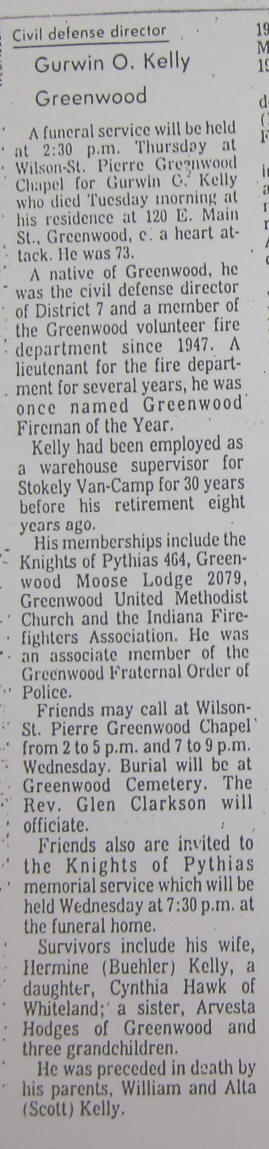 Civil defense director
Gurwin O. Kelly
Greenwood
A funeral service will be held
at 2:30 p.m. Thursday at
Wilson-St. Pierre Greenwood
Chapel for Gurwin O. Kelly
who died Tuesday morning at
his residence at 120 E. Main
St., Greenwood, of a heart at-
tack. He was 73.
A native of Greenwood, he
was the civil defense director
of District 7 and a member of
the Greenwood volunteer fire
department since 1947. A
lieutenant for the fire depart-
ment for several years, he was
once named Greenwood
Fireman of the Year.
Kelly had been employed as
a warehouse supervisor for
Stokely Van-Camp for 30 years
before his retirement eight
years ago.
His memberships include the
Knights of Pythias 464, Green-
wood Moose Lodge 2079,
Greenwood United Methodist
Church and the Indiana Fire-
fighters Association. He was
an associate member of the
Greenwood Fraternal Order of
Police.
Friends may call at Wilson-
St. Pierre Greenwood Chapel
from 2 to 5 p.m. and 7 to 9 p.m.
Wednesday. Burial will be at
Greenwood Cemetery. The
Rev. Glen Clarkson will
officiate.
Friends also are invited to
the Knights of Pythias
memorial service which will be
held Wednesday at 7:30 p.m. at
the funeral home.
Survivors include his wife,
Hermine (Buehler) Kelly, a
daughter, Cynthia Hawk of
Whiteland; a sister, Arvesta
Hodges of Greenwood and
three grandchildren.
He was preceded in death by
his parents, William and Alta
(Scott) Kelly.